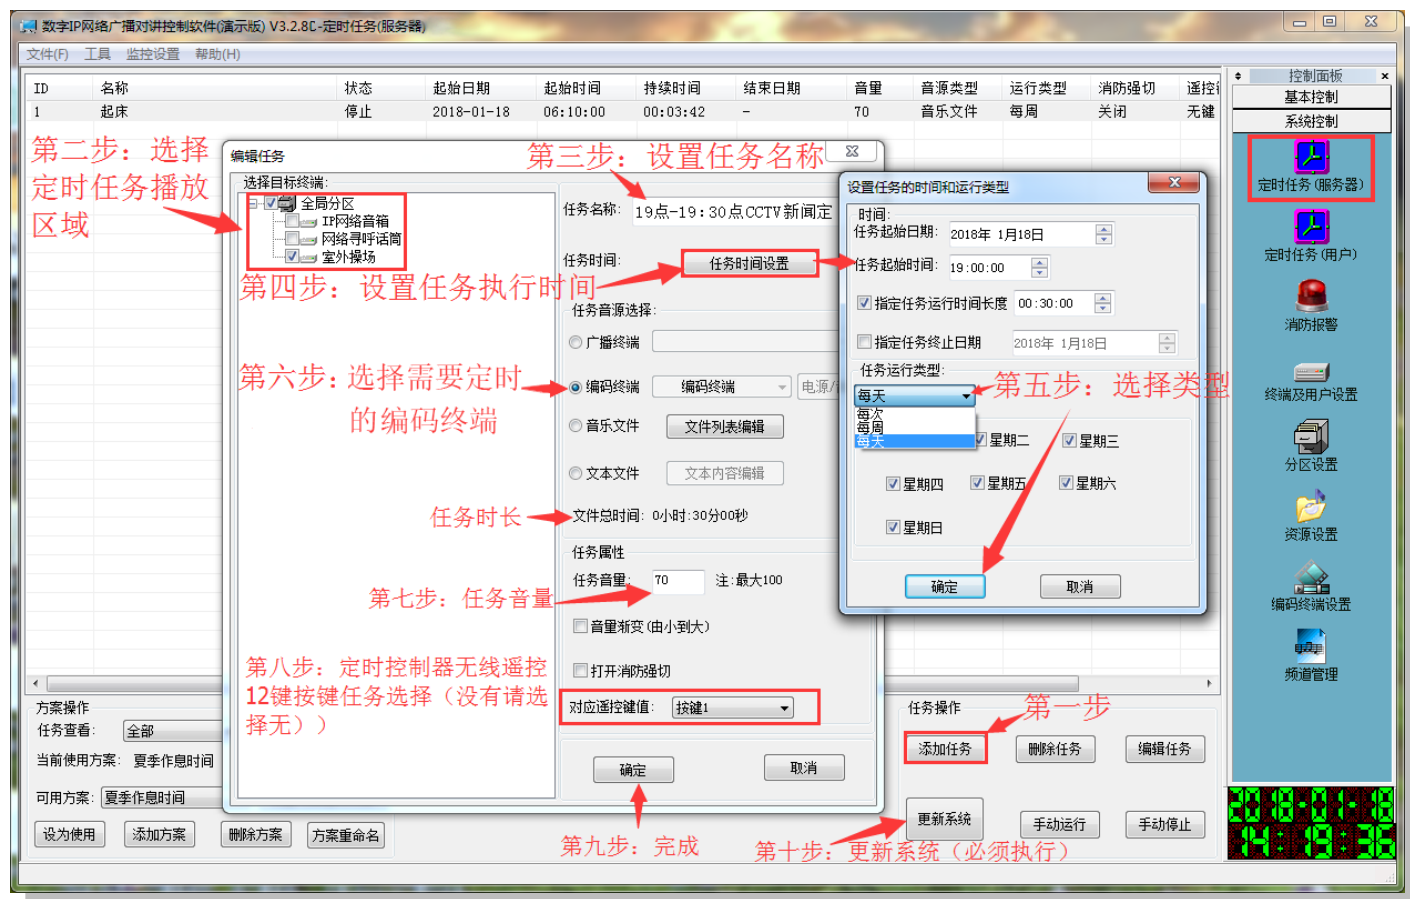 数字IP网络广播对讲控制软件(演示版) V3.2.8C-定时任务(服务器)
文件(F) 工具 监控设置 帮助(H)
ID 名称 状态 起始日期 起始时间 持续时间 结束日期 音量 音源类型 运行类型 消防强切
1 起床 停止 2018-01-18 06:10:00 00:03:42 – 70 音乐文件 每周 关闭 无键
第二步：选择
定时任务播放
区域
编辑任务
选择目标终端:
全局分区
IP网络音箱
网络寻呼话筒
室外操场
第三步：设置任务名称
任务名称: 19点-19:30点CCTV新闻定
第四步：设置任务执行时间
任务时间: 任务时间设置
任务音源选择:
广播终端
第六步：选择需要定时
的编码终端
编码终端 编码终端
音乐文件 文件列表编辑
文本文件 文本内容编辑
任务时长
文件总时间: 0小时:30分00秒
任务属性
第七步：任务音量
任务音量: 70 注:最大100
音量渐变(由小到大)
打开消防强切
第八步：定时控制器无线遥控
12键按键任务选择（没有请选
择无））
对应遥控键值: 按键1
确定 取消
第九步：完成
设置任务的时间和运行类型
时间:
任务起始日期: 2018年 1月18日
任务起始时间: 19:00:00
指定任务运行时间长度 00:30:00
指定任务终止日期 2018年 1月18日
任务运行类型:
每天
每次
每周
每天
第五步：选择类型
星期二 星期三
星期四 星期五 星期六
星期日
确定 取消
方案操作
任务查看: 全部
当前使用方案: 夏季作息时间
可用方案: 夏季作息时间
设为使用 添加方案 删除方案 方案重命名
任务操作
第一步
添加任务 删除任务 编辑任务
更新系统 手动运行 手动停止
第十步：更新系统（必须执行）
控制面板
基本控制
系统控制
定时任务(服务器)
定时任务(用户)
消防报警
终端及用户设置
分区设置
资源设置
编码终端设置
频道管理
2018-01-18
14:19:36